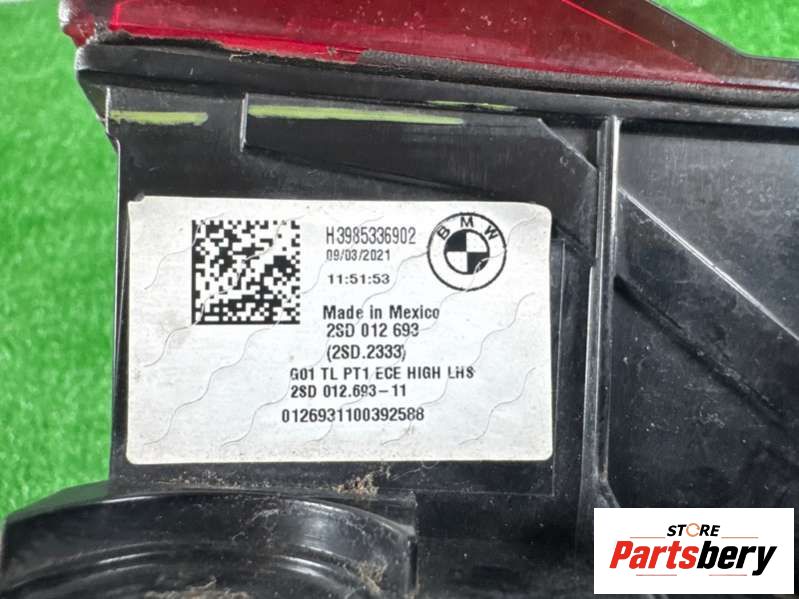 H3985336902
09/03/2021
11:51:53
BMW
Made in Mexico
2SD 012 693
(2SD.2333)
G01 TL PT1 ECE HIGH LHS
2SD 012.693-11
0126931100392588
STORE
Partsbery